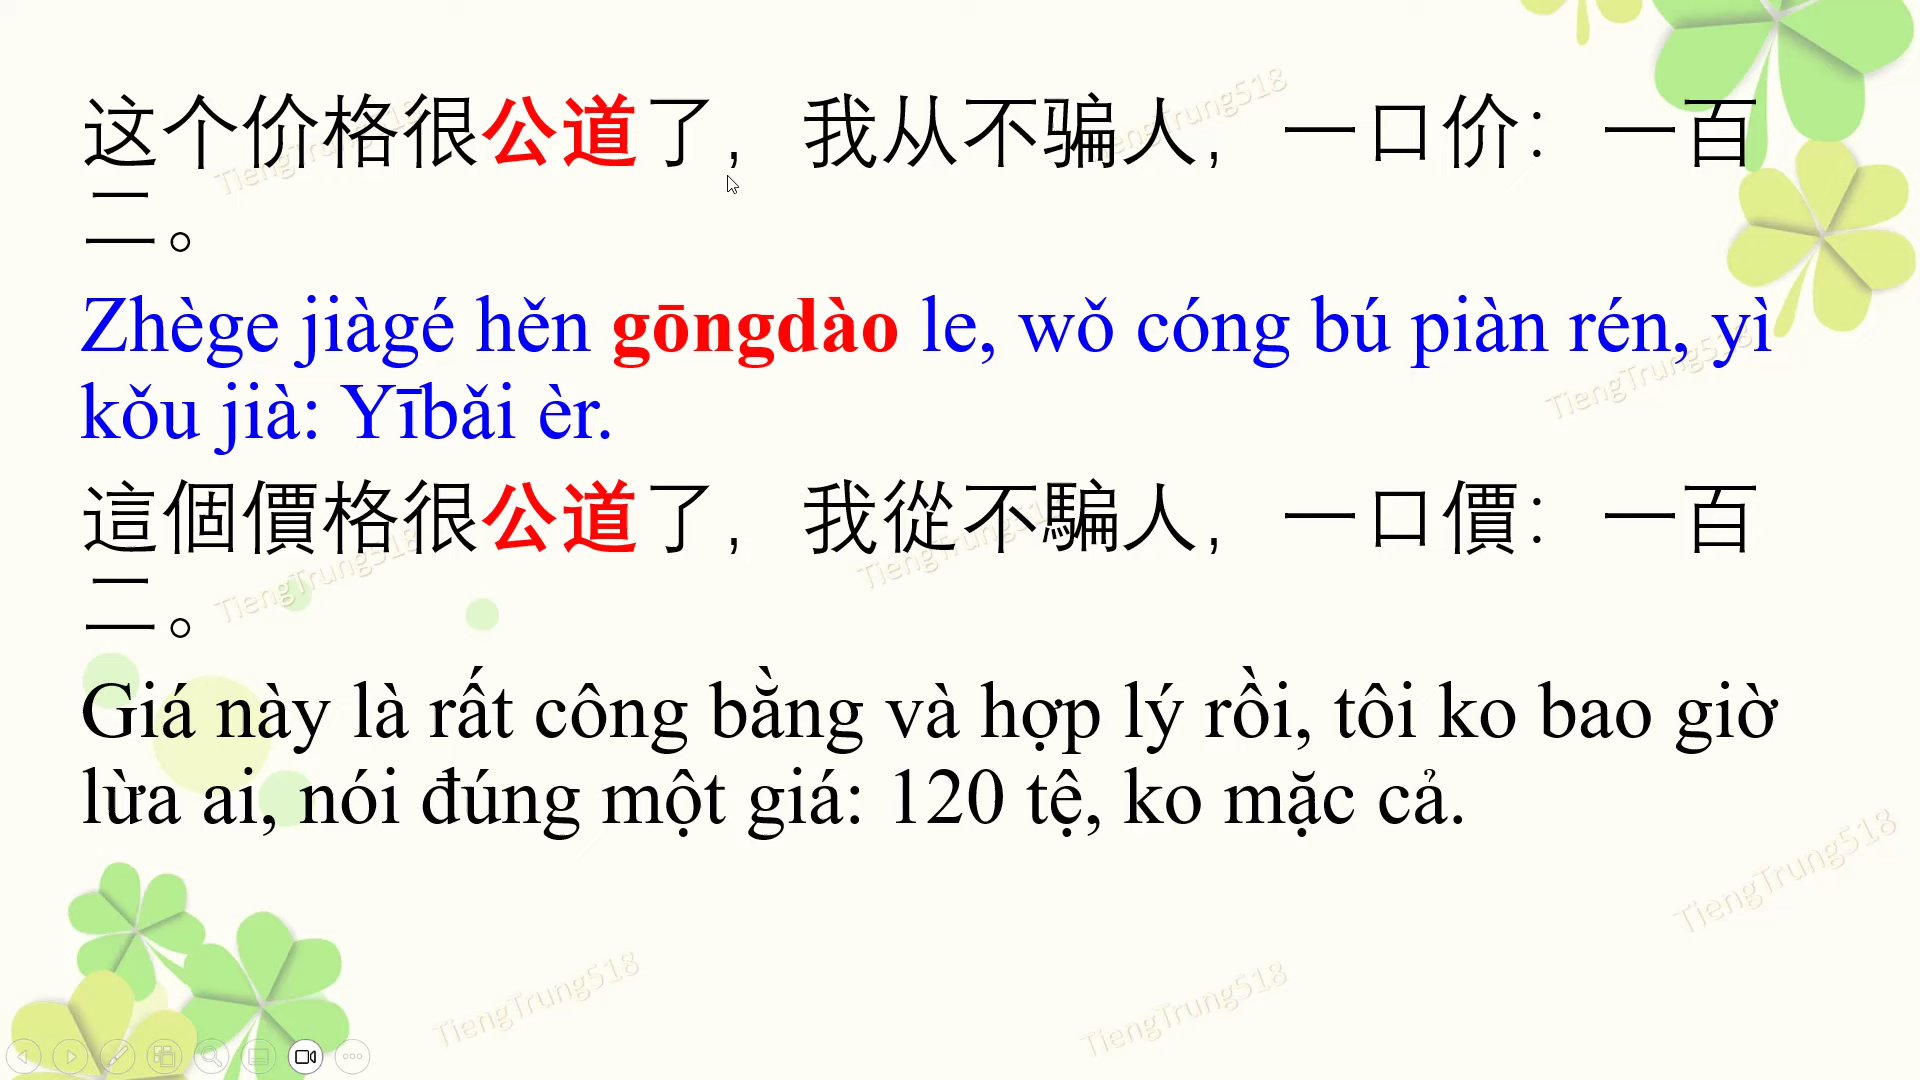 这个价格很公道了，我从不骗人，一口价：一百
二。
Zhège jiàgé hěn gōngdào le, wǒ cóng bú piàn rén, yì
kǒu jià: Yībǎi èr.
這個價格很公道了，我從不騙人，一口價：一百
二。
Giá này là rất công bằng và hợp lý rồi, tôi ko bao giờ
lừa ai, nói đúng một giá: 120 tệ, ko mặc cả.
TiengTrung518
TiengTrung518
TiengTrung518
TiengTrung518
TiengTrung518
TiengTrung518
TiengTrung518
TiengTrung518